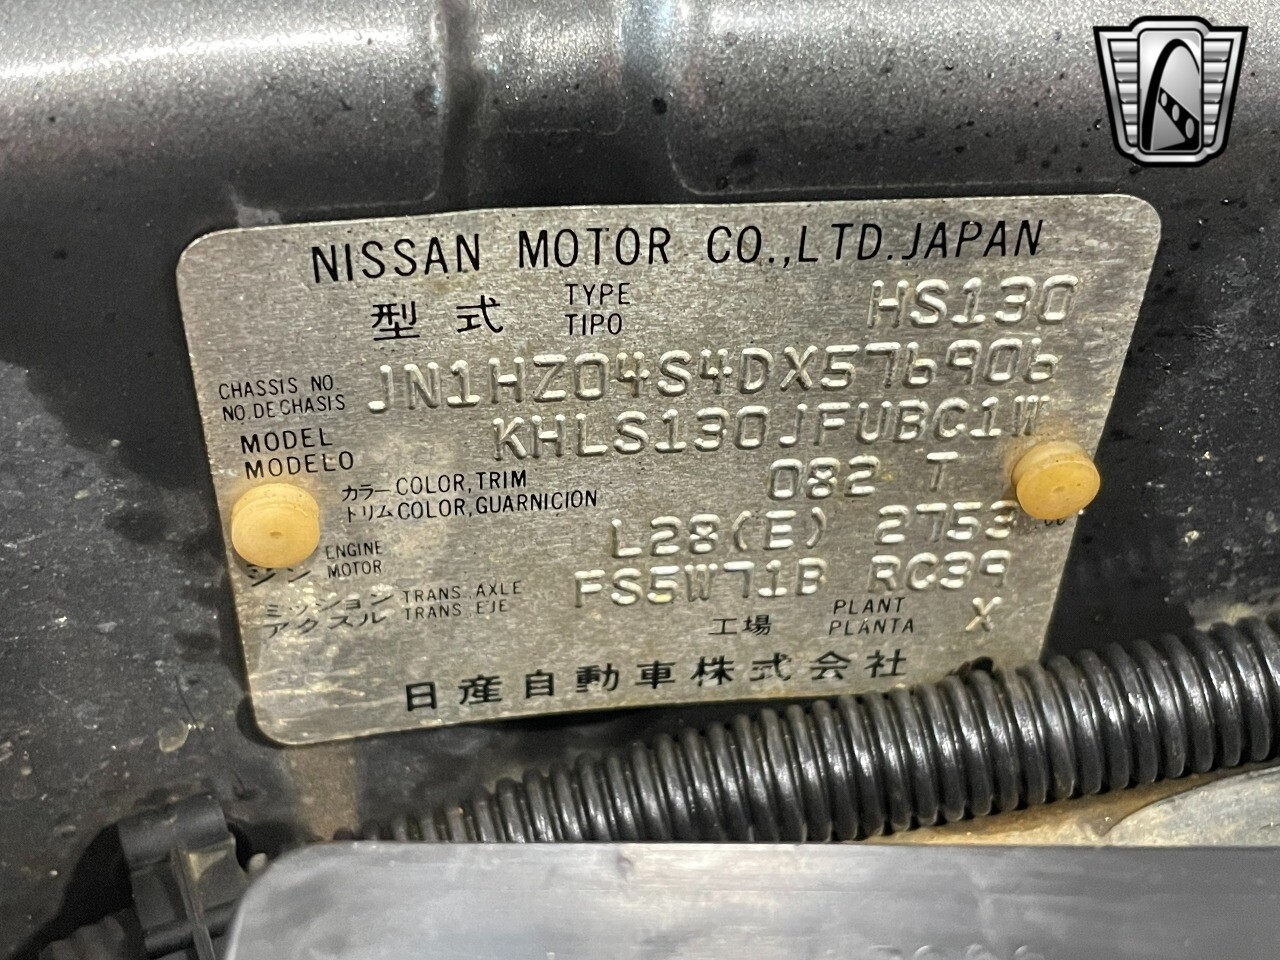 NISSAN MOTOR CO.,LTD.JAPAN
型式 TYPE HS130
TIPO
CHASSIS NO. JN1HZ04S4DX576906
NO. DE CHASIS
MODEL KHLS130JFUBC1W
MODELO
カラー COLOR,TRIM 082 T
トリム COLOR,GUARNICION
ENGINE L28(E) 2753
ジン MOTOR
ミッション TRANS. AXLE FS5W71B RC39
アクスル TRANS EJE
工場 PLANT X
PLANTA
日産自動車株式会社